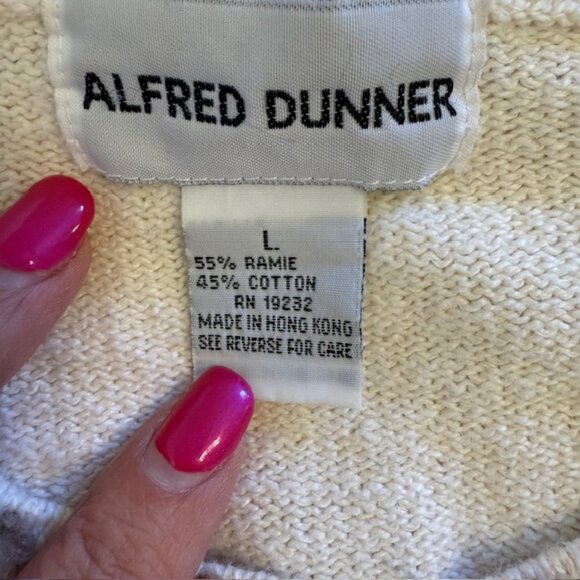 ALFRED DUNNER
L
55% RAMIE
45% COTTON
RN 19232
MADE IN HONG KONG
SEE REVERSE FOR CARE